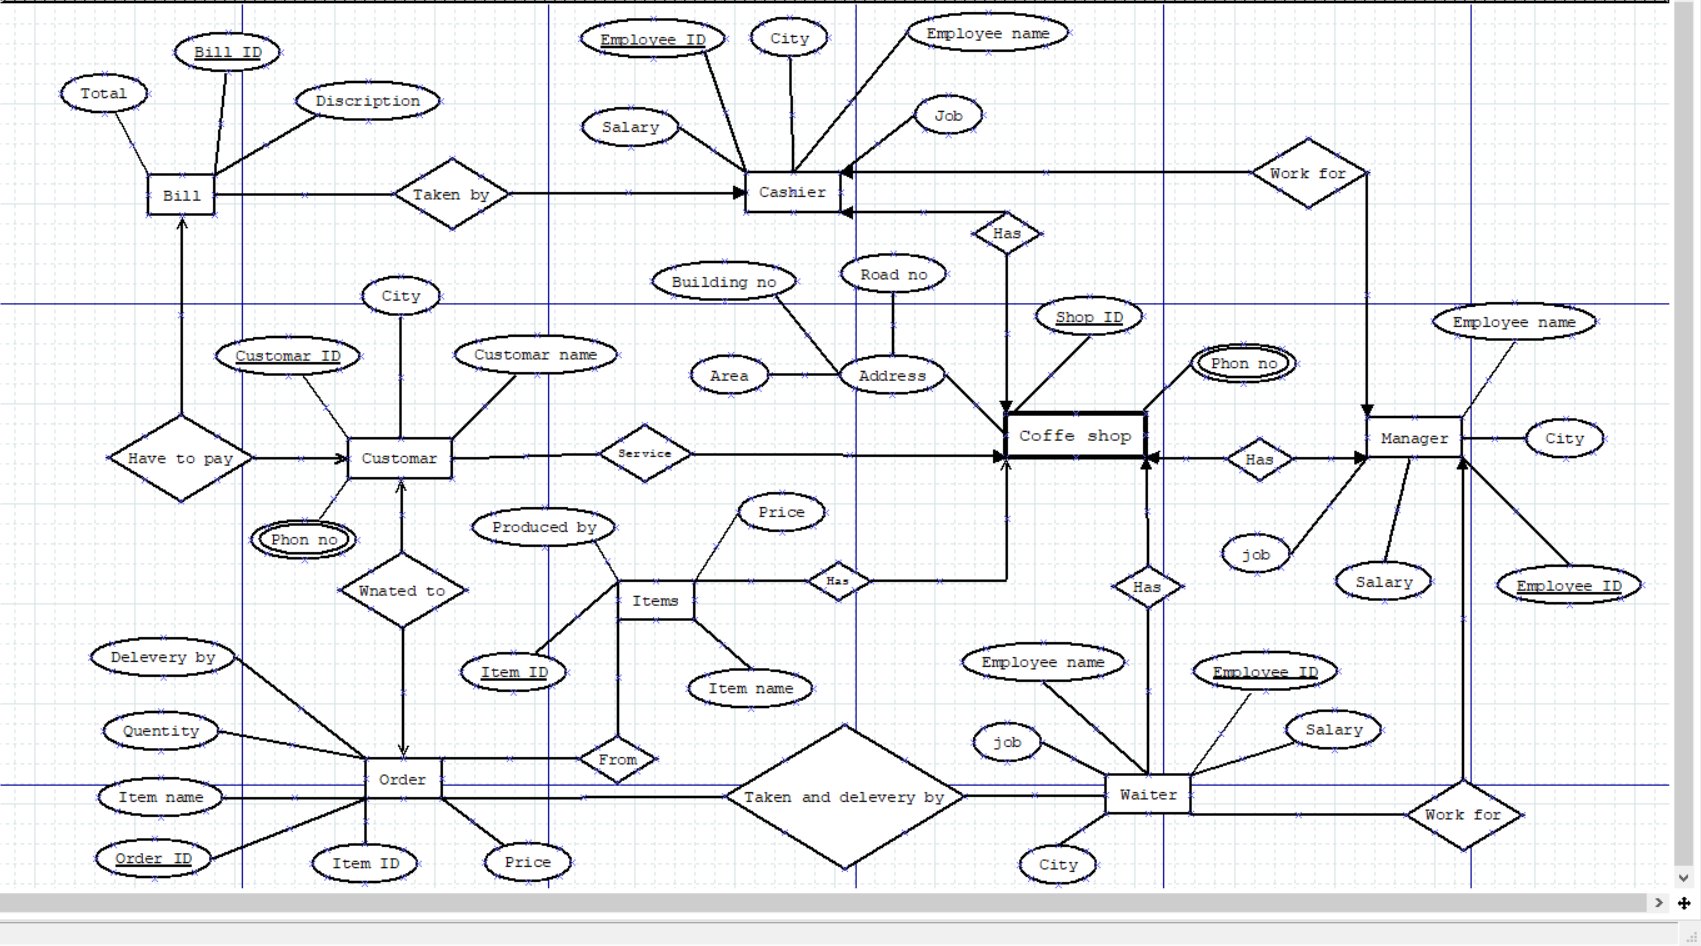 Employee ID
City
Employee name
Bill ID
Total
Discription
Job
Salary
Work for
Bill
Taken by
Cashier
Has
Building no
Road no
City
Shop ID
Employee name
Customar ID
Customar name
Phon no
Area
Address
Coffe shop
Manager
City
Have to pay
Customar
Service
Has
Price
Produced by
Phon no
job
Salary
Employee ID
Has
Has
Wnated to
Items
Delevery by
Item ID
Item name
Employee name
Employee ID
Quentity
job
Salary
From
Order
Item name
Taken and delevery by
Waiter
Work for
Order ID
Item ID
Price
City